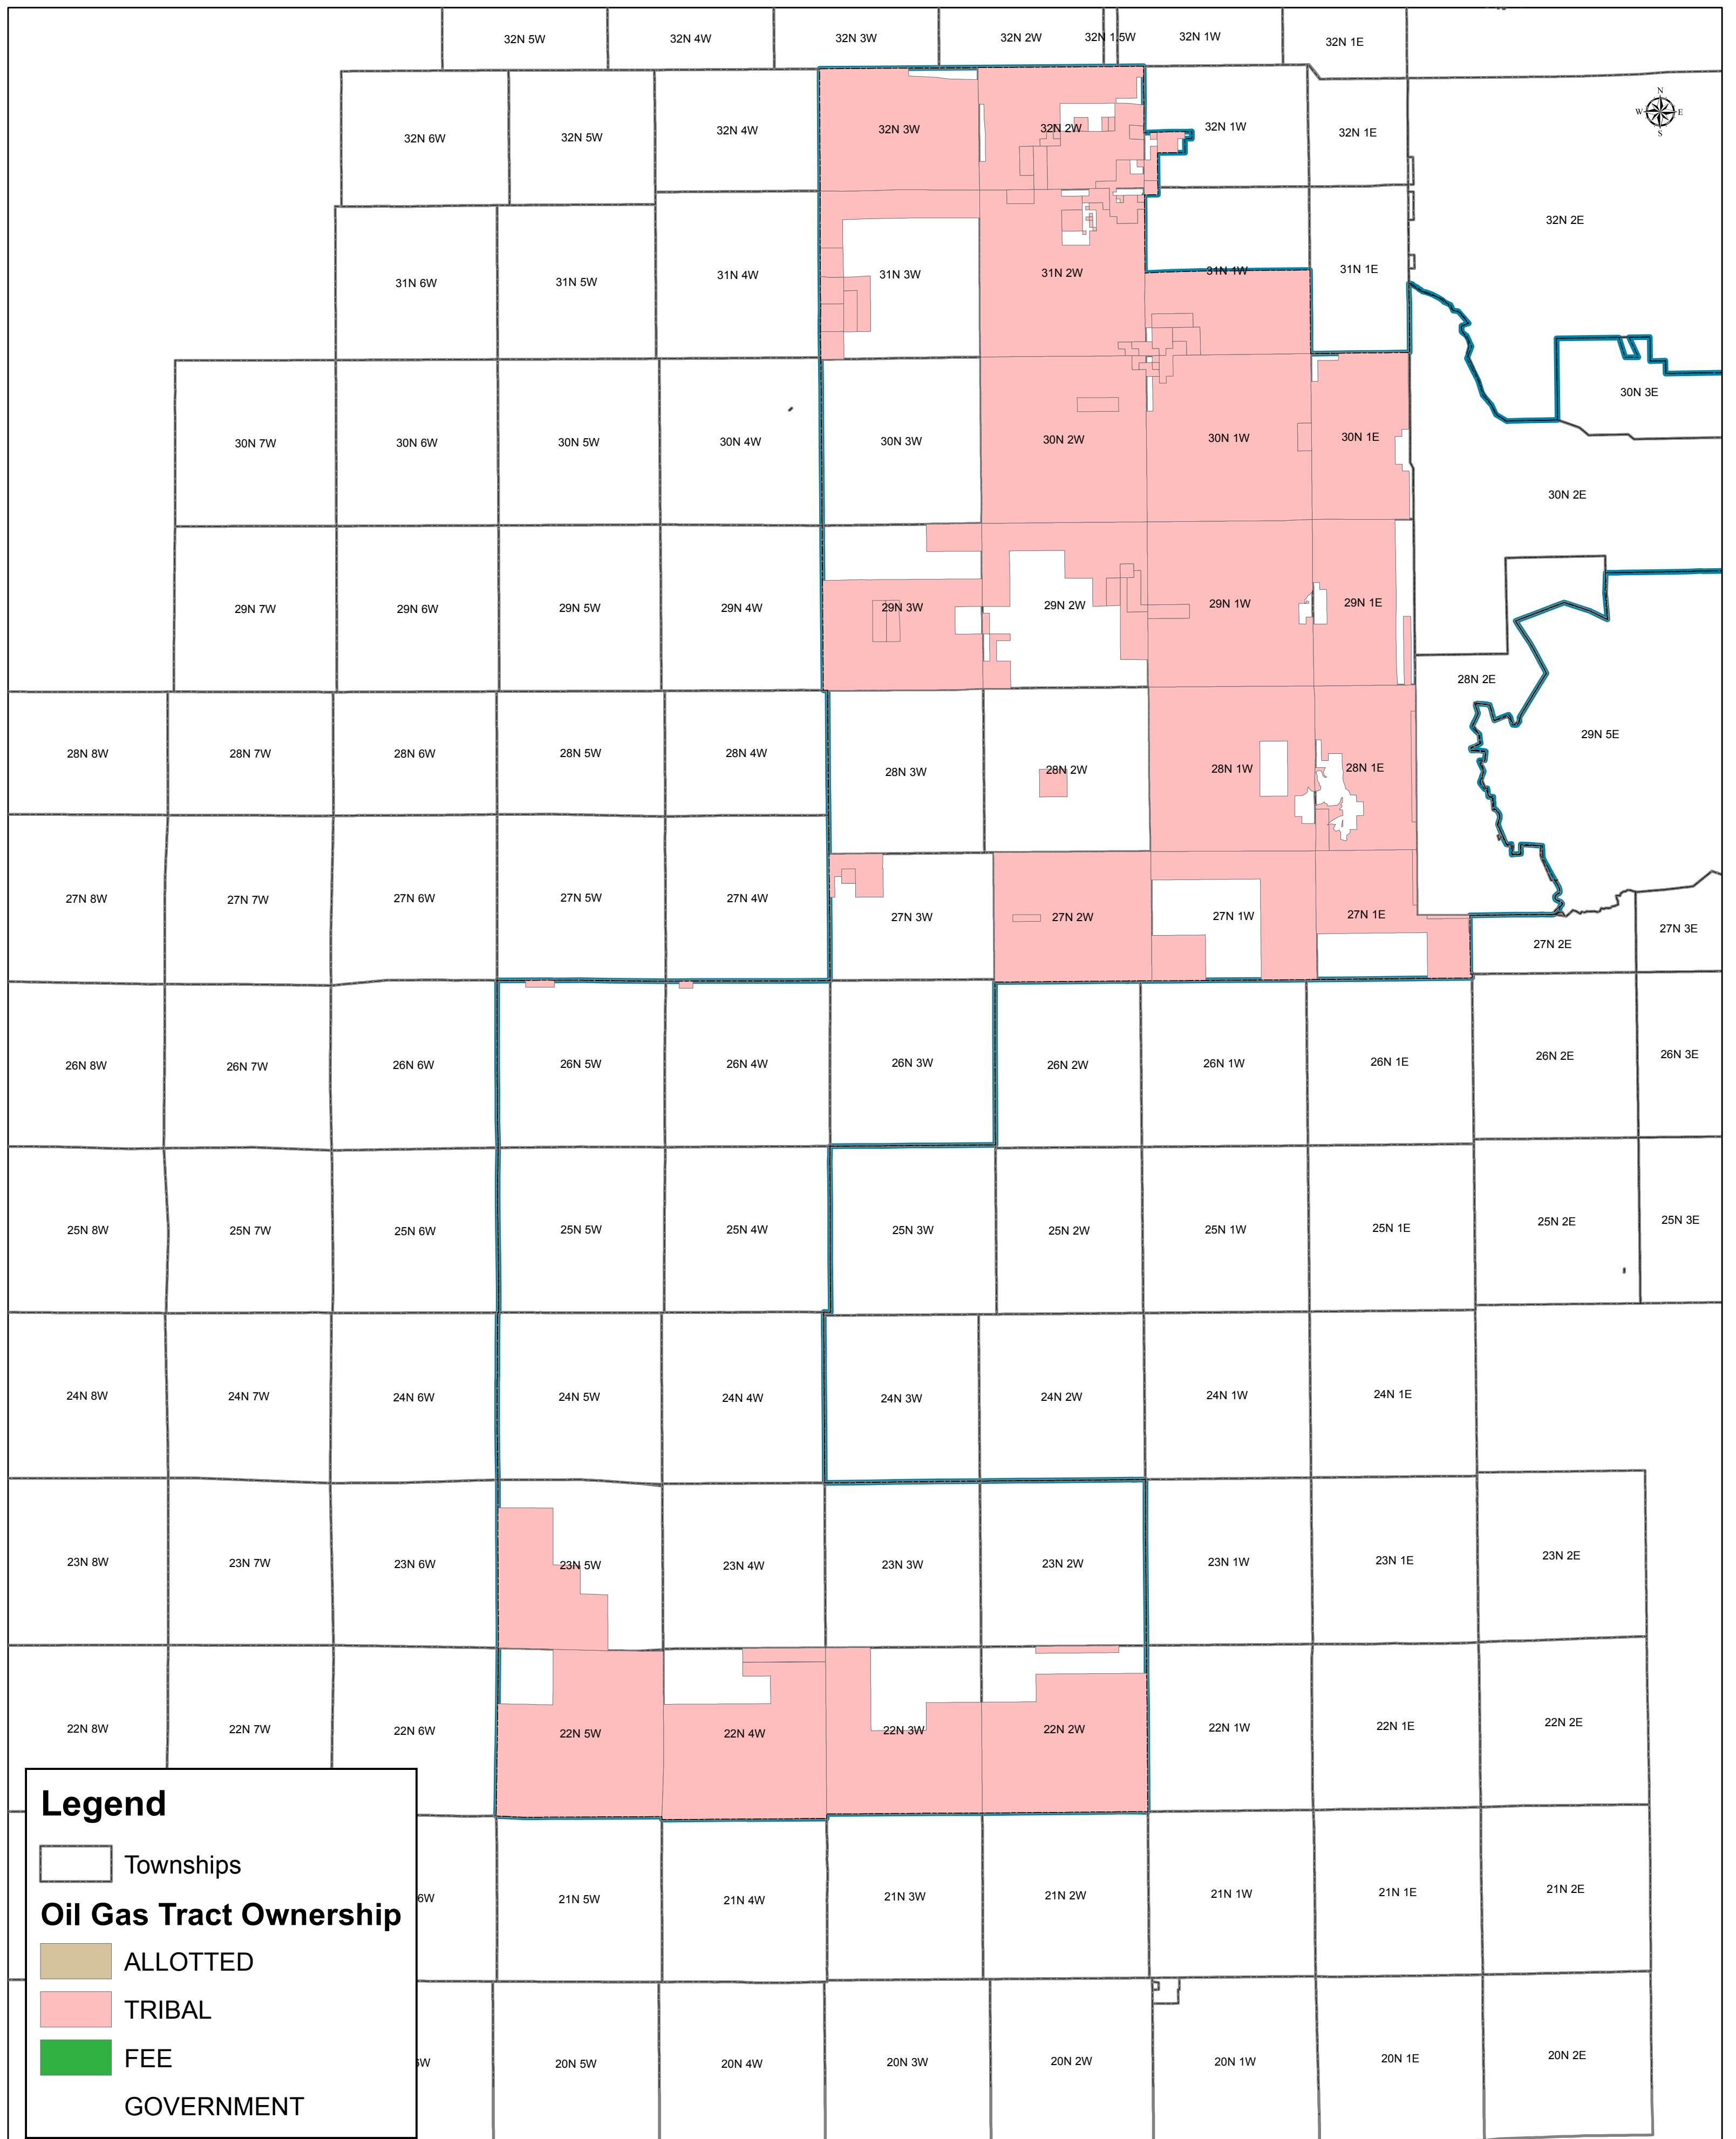 32N 5W
32N 4W
32N 3W
32N 2W
32N 1.5W
32N 1W
32N 1E
N
W
E
S
32N 6W
32N 5W
32N 4W
32N 3W
32N 2W
32N 1W
32N 1E
32N 2E
31N 6W
31N 5W
31N 4W
31N 3W
31N 2W
31N 1W
31N 1E
30N 3E
30N 7W
30N 6W
30N 5W
30N 4W
30N 3W
30N 2W
30N 1W
30N 1E
30N 2E
29N 7W
29N 6W
29N 5W
29N 4W
29N 3W
29N 2W
29N 1W
29N 1E
28N 2E
29N 5E
28N 8W
28N 7W
28N 6W
28N 5W
28N 4W
28N 3W
28N 2W
28N 1W
28N 1E
27N 8W
27N 7W
27N 6W
27N 5W
27N 4W
27N 3W
27N 2W
27N 1W
27N 1E
27N 2E
27N 3E
26N 8W
26N 7W
26N 6W
26N 5W
26N 4W
26N 3W
26N 2W
26N 1W
26N 1E
26N 2E
26N 3E
25N 8W
25N 7W
25N 6W
25N 5W
25N 4W
25N 3W
25N 2W
25N 1W
25N 1E
25N 2E
25N 3E
24N 8W
24N 7W
24N 6W
24N 5W
24N 4W
24N 3W
24N 2W
24N 1W
24N 1E
23N 8W
23N 7W
23N 6W
23N 5W
23N 4W
23N 3W
23N 2W
23N 1W
23N 1E
23N 2E
22N 8W
22N 7W
22N 6W
22N 5W
22N 4W
22N 3W
22N 2W
22N 1W
22N 1E
22N 2E
6W
21N 5W
21N 4W
21N 3W
21N 2W
21N 1W
21N 1E
21N 2E
W
20N 5W
20N 4W
20N 3W
20N 2W
20N 1W
20N 1E
20N 2E
Legend
Townships
Oil Gas Tract Ownership
ALLOTTED
TRIBAL
FEE
GOVERNMENT